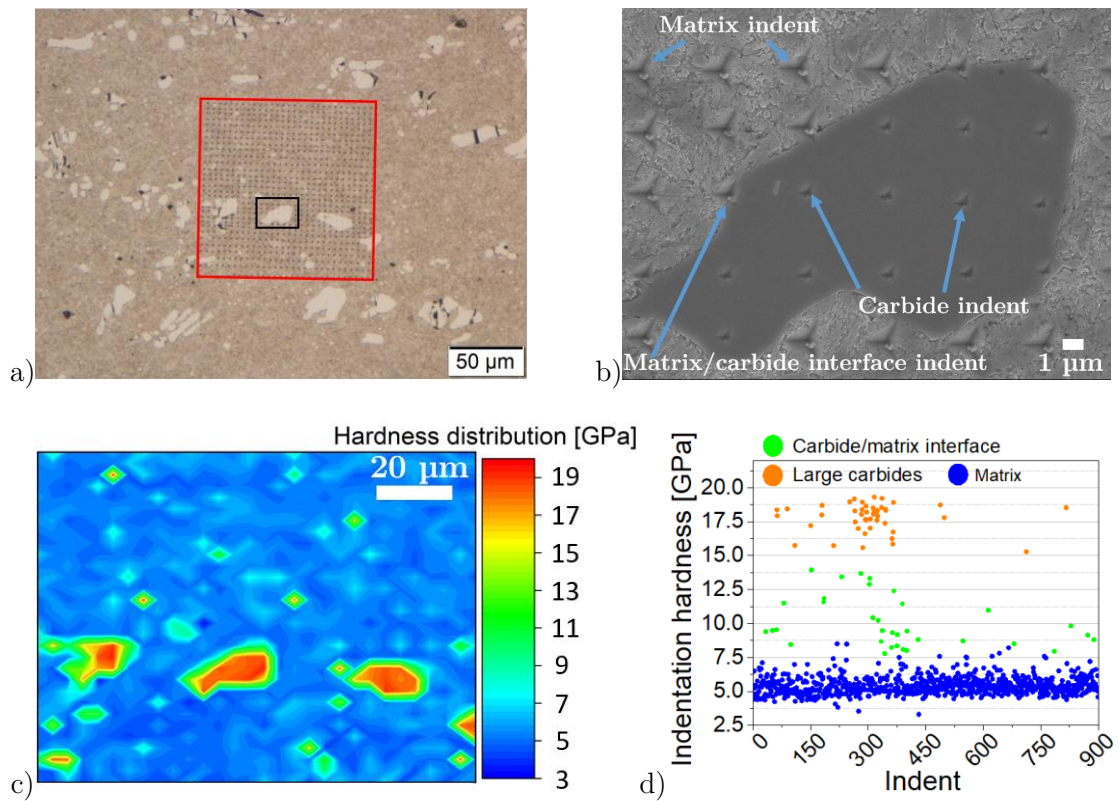 a)
50 µm
b)
Matrix indent
Carbide indent
Matrix/carbide interface indent
1 µm
c)
Hardness distribution [GPa]
20 µm
19
17
15
13
11
9
7
5
3
d)
Carbide/matrix interface
Large carbides
Matrix
Indentation hardness [GPa]
20.0
17.5
15.0
12.5
10.0
7.5
5.0
2.5
0
150
300
450
600
750
900
Indent